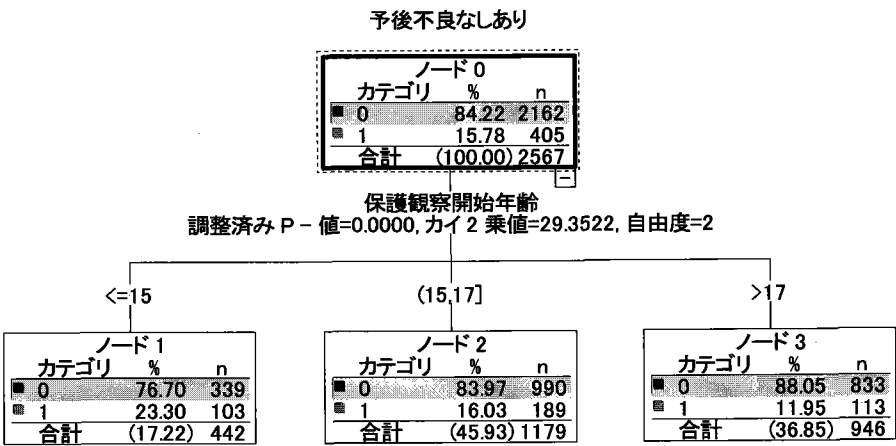 予後不良なしあり
ノード 0
カテゴリ % n
0 84.22 2162
1 15.78 405
合計 (100.00) 2567
保護観察開始年齢
調整済み P - 値=0.0000, カイ 2 乗値=29.3522, 自由度=2
<=15 (15,17] >17
ノード 1
カテゴリ % n
0 76.70 339
1 23.30 103
合計 (17.22) 442
ノード 2
カテゴリ % n
0 83.97 990
1 16.03 189
合計 (45.93) 1179
ノード 3
カテゴリ % n
0 88.05 833
1 11.95 113
合計 (36.85) 946